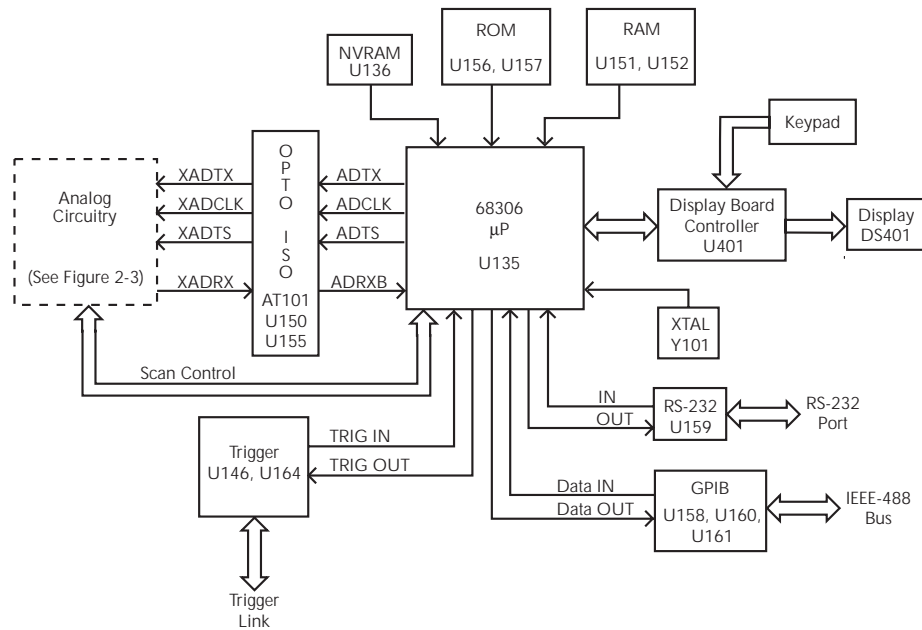 NVRAM
U136
ROM
U156, U157
RAM
U151, U152
Keypad
Analog
Circuitry
(See Figure 2-3)
XADTX
XADCLK
XADTS
XADRX
O
P
T
O
I
S
O
AT101
U150
U155
ADTX
ADCLK
ADTS
ADRXB
68306
µP
U135
Display Board
Controller
U401
Display
DS401
XTAL
Y101
Scan Control
IN
OUT
RS-232
U159
RS-232
Port
Trigger
U146, U164
TRIG IN
TRIG OUT
Data IN
Data OUT
GPIB
U158, U160,
U161
IEEE-488
Bus
Trigger
Link